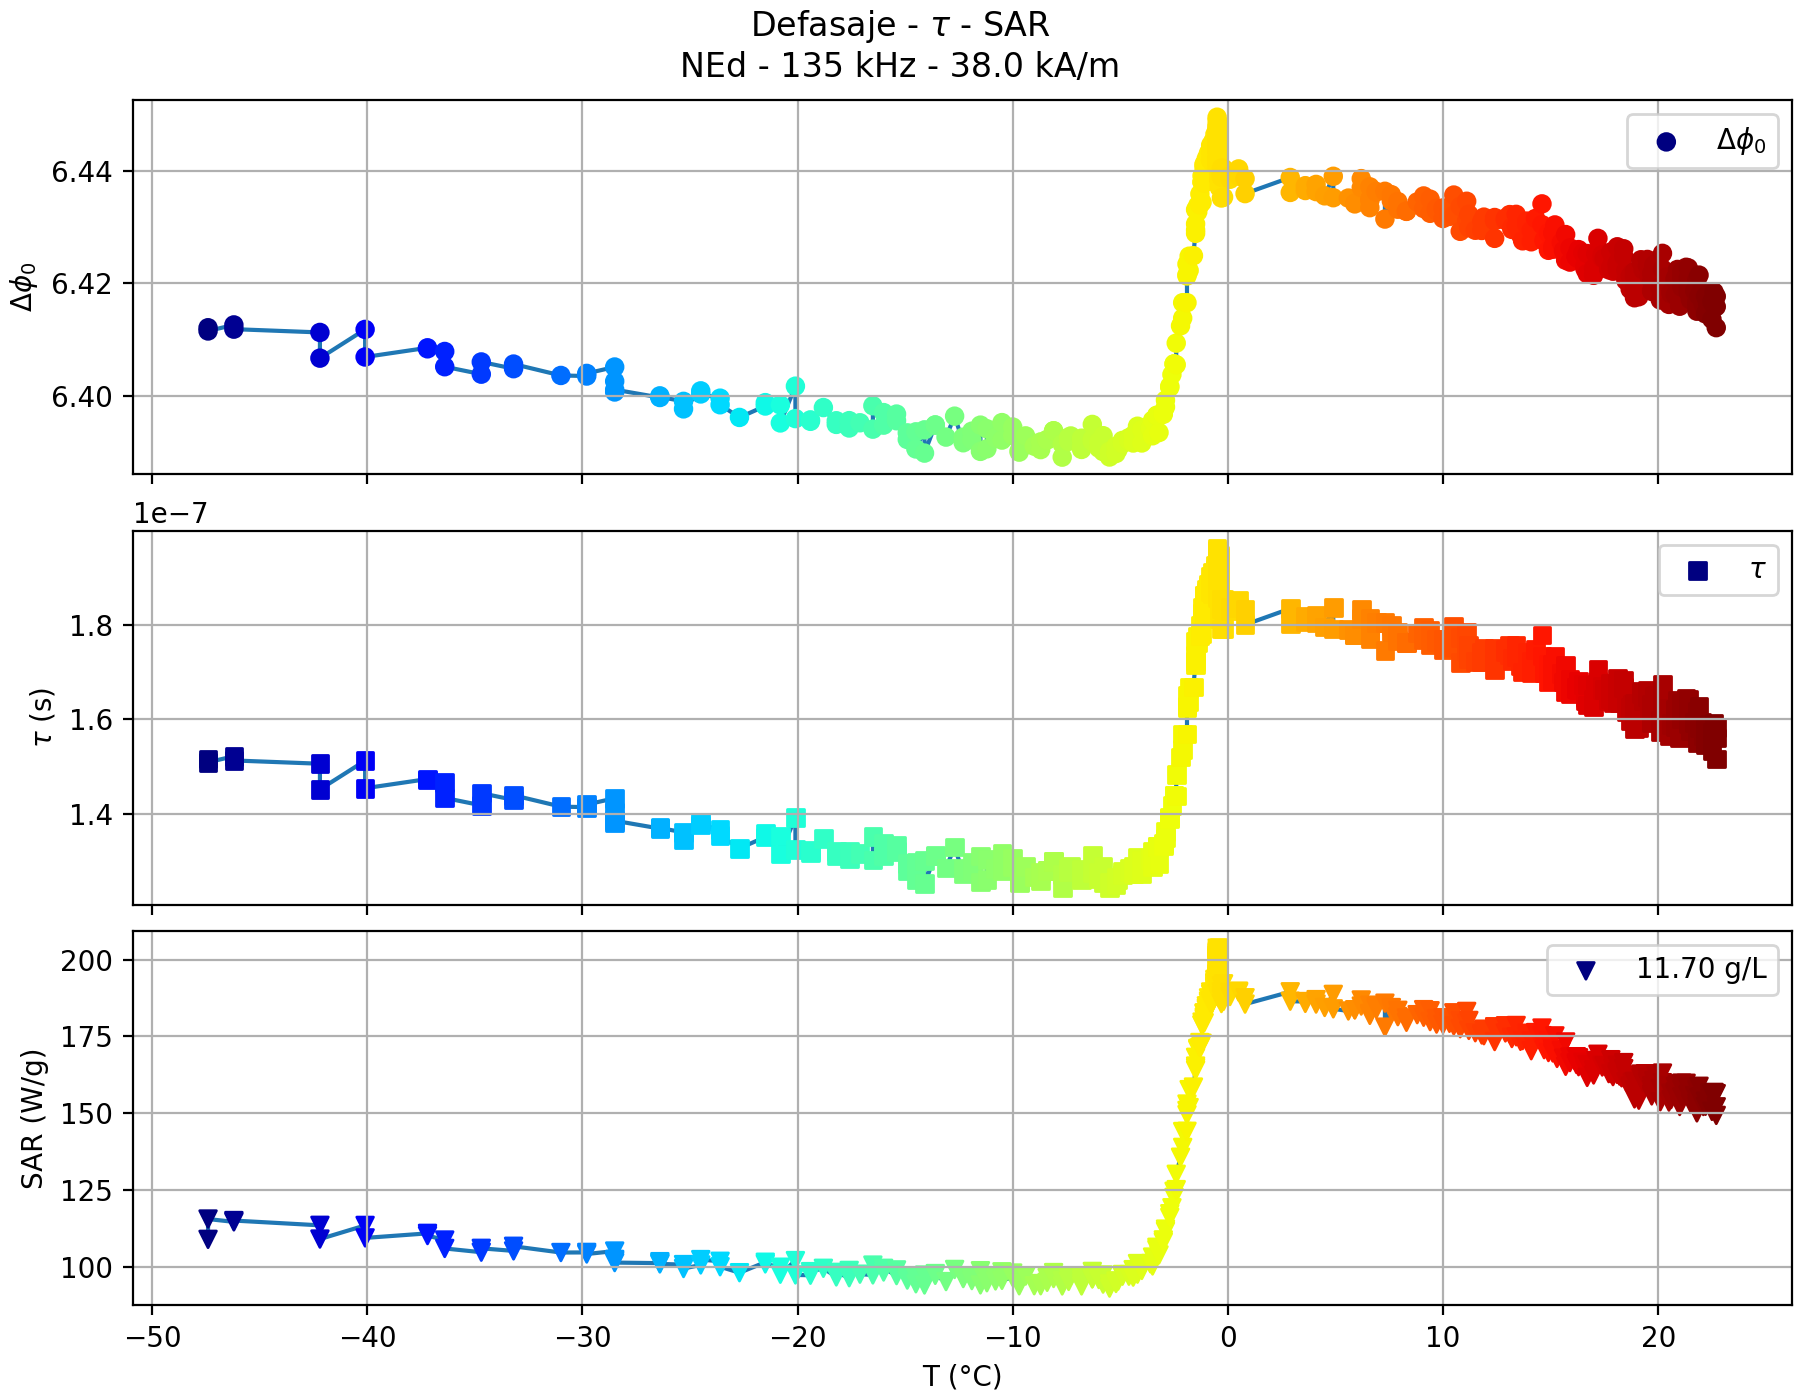 Defasaje - τ - SAR
NEd - 135 kHz - 38.0 kA/m
Δϕ₀
6.44
6.42
6.40
Δϕ₀
1e−7
τ
1.8
1.6
1.4
τ (s)
11.70 g/L
200
175
150
125
100
SAR (W/g)
−50 −40 −30 −20 −10 0 10 20
T (°C)